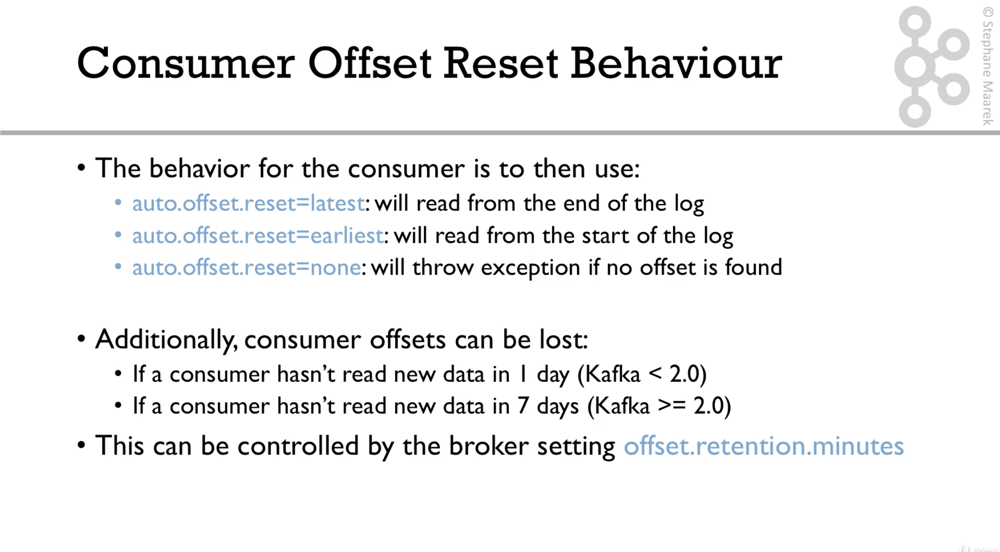 © Stephane Maarek
Consumer Offset Reset Behaviour
• The behavior for the consumer is to then use:
• auto.offset.reset=latest: will read from the end of the log
• auto.offset.reset=earliest: will read from the start of the log
• auto.offset.reset=none: will throw exception if no offset is found
• Additionally, consumer offsets can be lost:
• If a consumer hasn’t read new data in 1 day (Kafka < 2.0)
• If a consumer hasn’t read new data in 7 days (Kafka >= 2.0)
• This can be controlled by the broker setting offset.retention.minutes